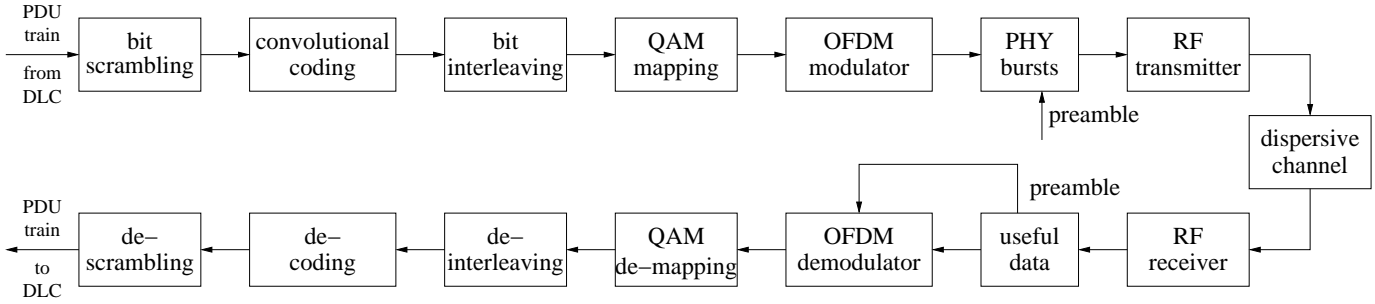 PDU
train
from
DLC
bit
scrambling
convolutional
coding
bit
interleaving
QAM
mapping
OFDM
modulator
PHY
bursts
RF
transmitter
preamble
dispersive
channel
preamble
PDU
train
to
DLC
de−
scrambling
de−
coding
de−
interleaving
QAM
de−mapping
OFDM
demodulator
useful
data
RF
receiver